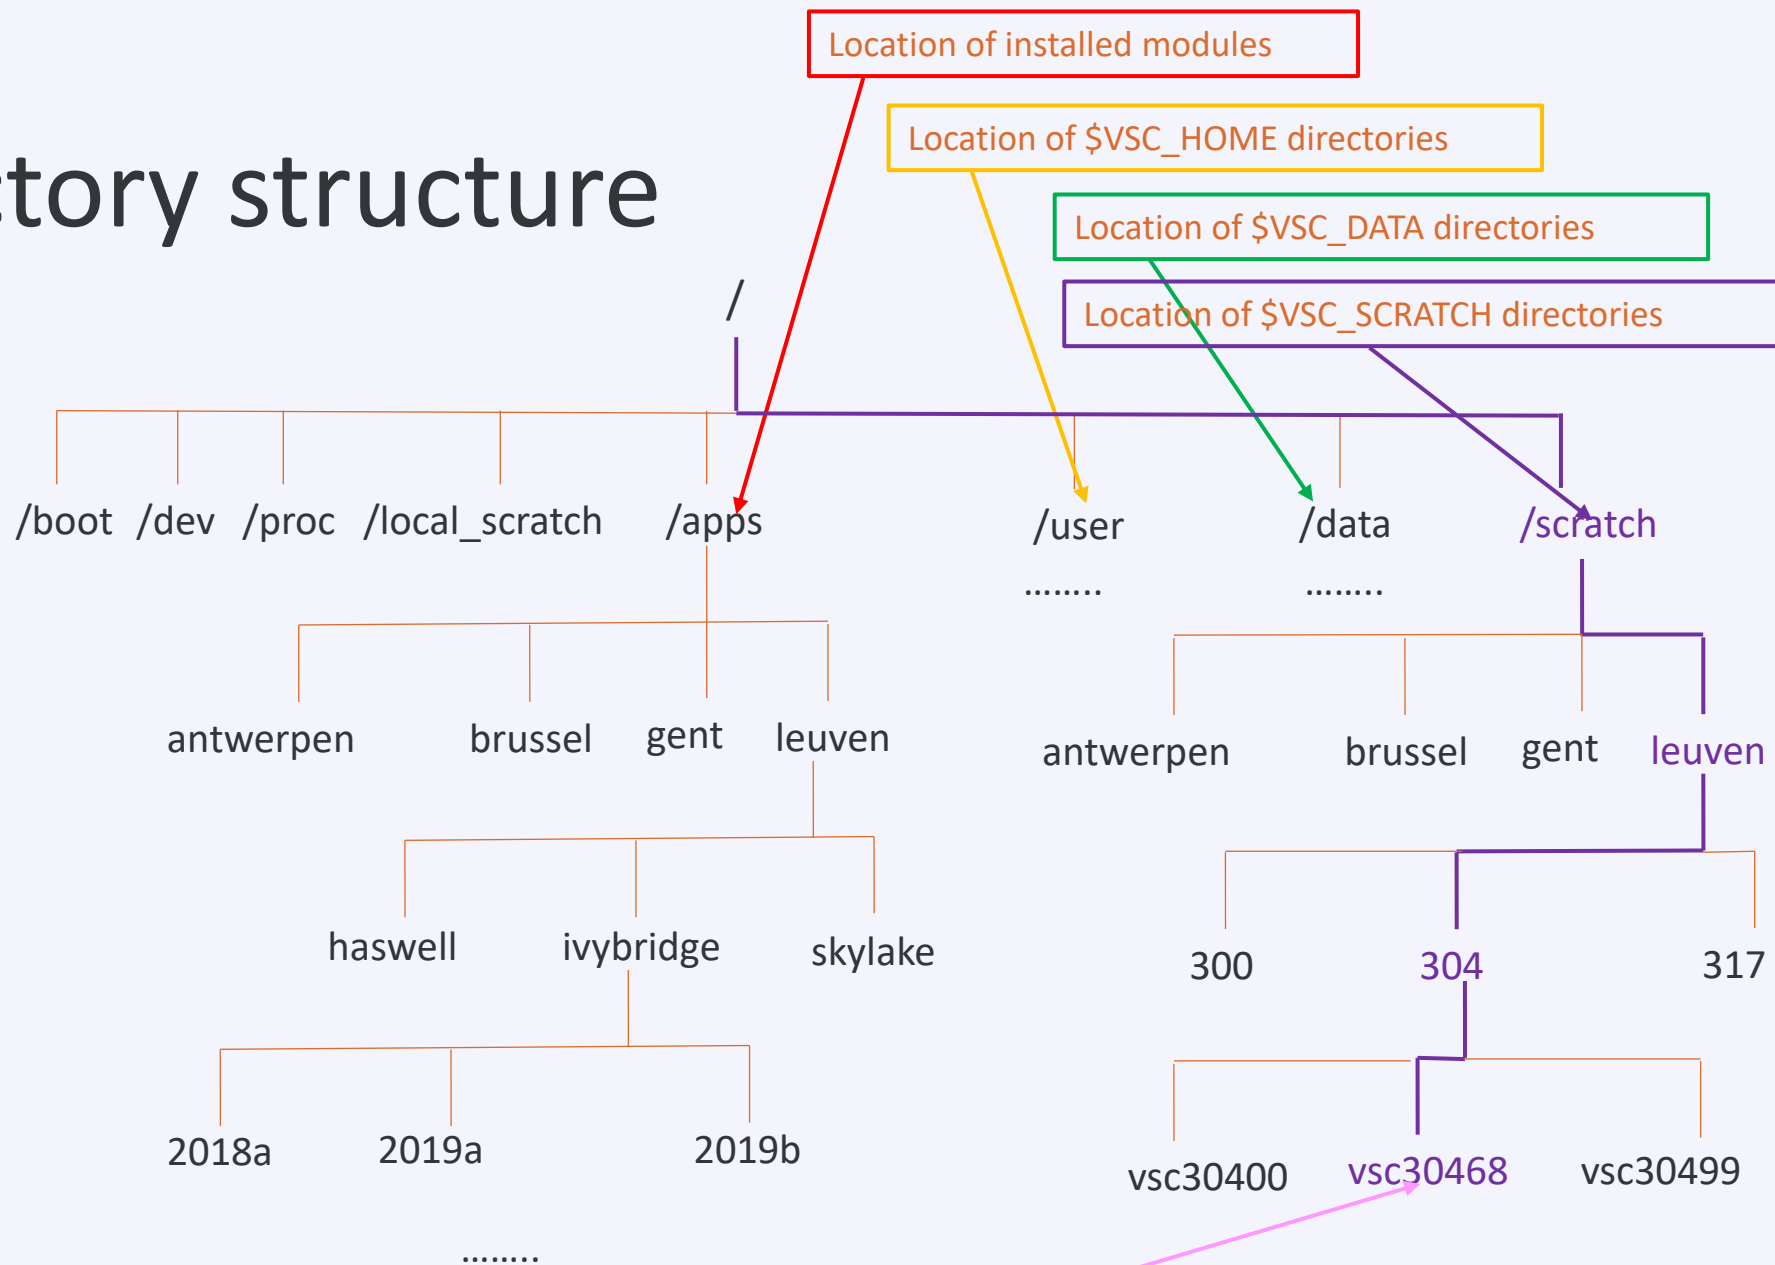 Location of installed modules
Location of $VSC_HOME directories
ctory structure
Location of $VSC_DATA directories
/
Location of $VSC_SCRATCH directories
/boot /dev /proc /local_scratch /apps /user /data /scratch
........ ........
antwerpen brussel gent leuven antwerpen brussel gent leuven
haswell ivybridge skylake 300 304 317
2018a 2019a 2019b vsc30400 vsc30468 vsc30499
........